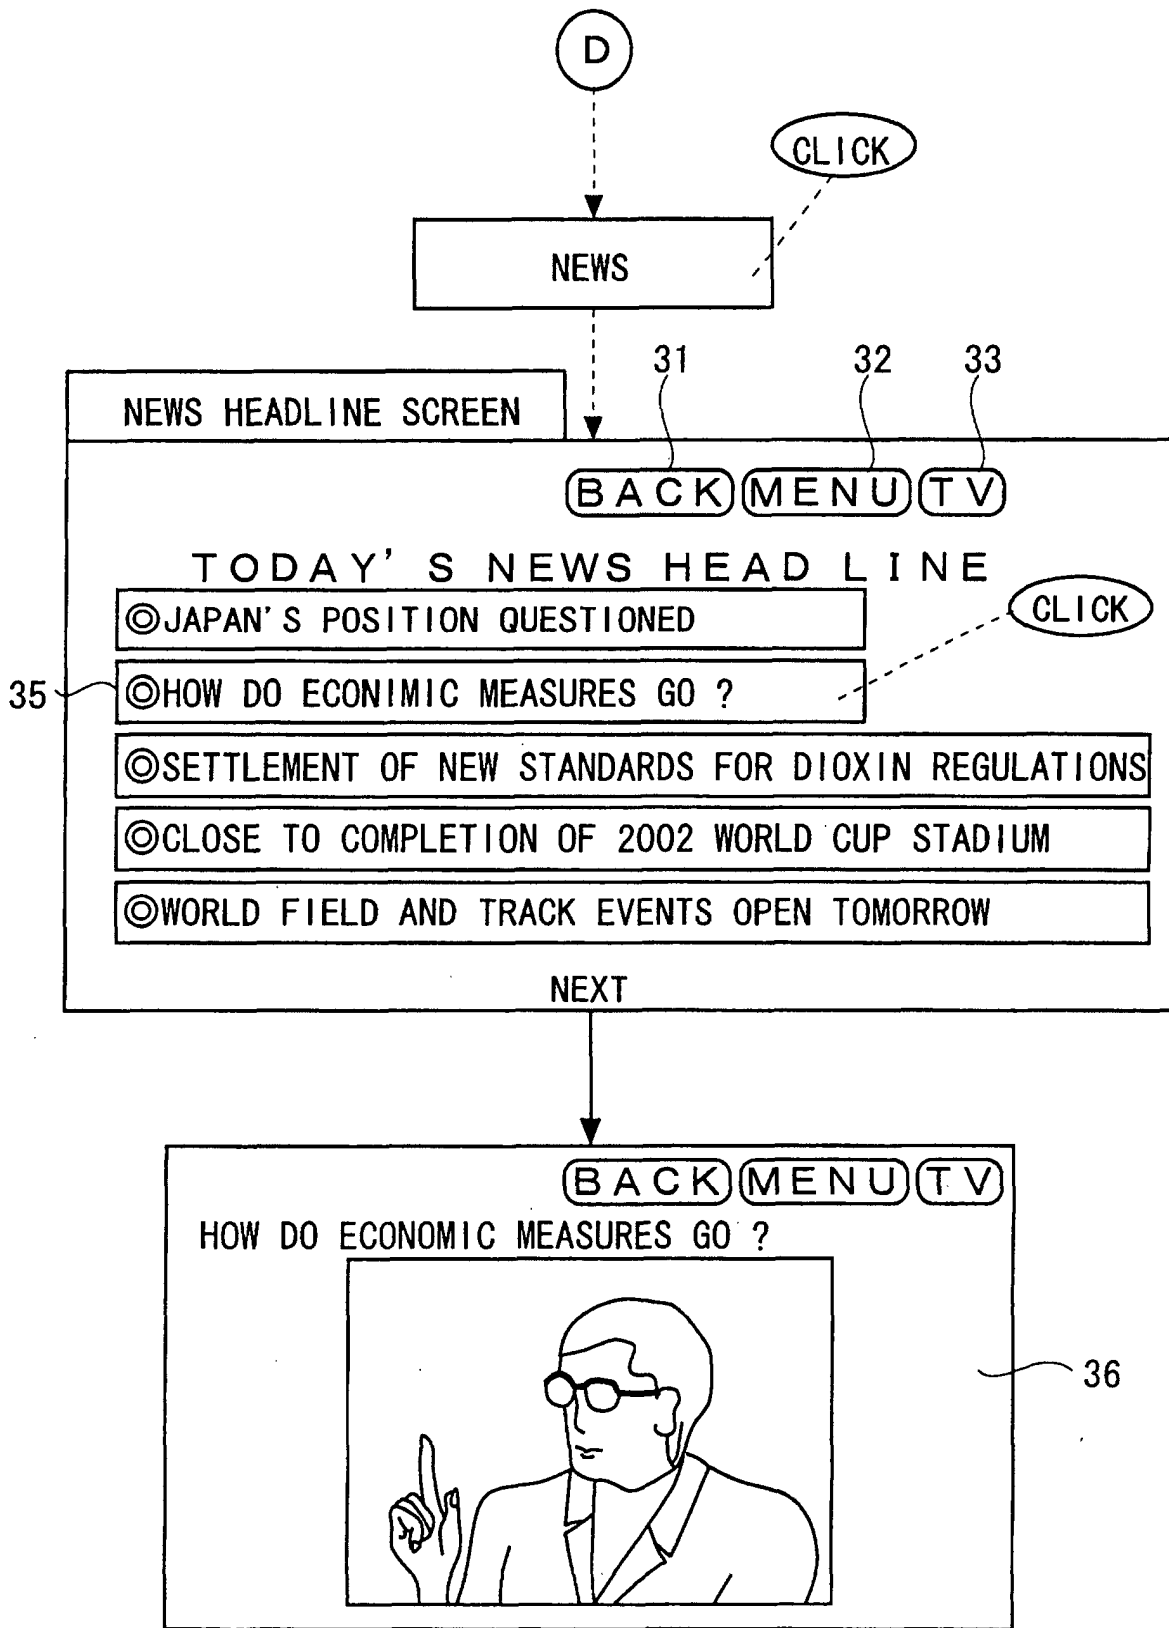 D
CLICK
NEWS
31 32 33
NEWS HEADLINE SCREEN
BACK MENU TV
TODAY'S NEWS HEAD LINE
◎JAPAN'S POSITION QUESTIONED
CLICK
35 ◎HOW DO ECONIMIC MEASURES GO ?
◎SETTLEMENT OF NEW STANDARDS FOR DIOXIN REGULATIONS
◎CLOSE TO COMPLETION OF 2002 WORLD CUP STADIUM
◎WORLD FIELD AND TRACK EVENTS OPEN TOMORROW
NEXT
BACK MENU TV
HOW DO ECONOMIC MEASURES GO ?
36